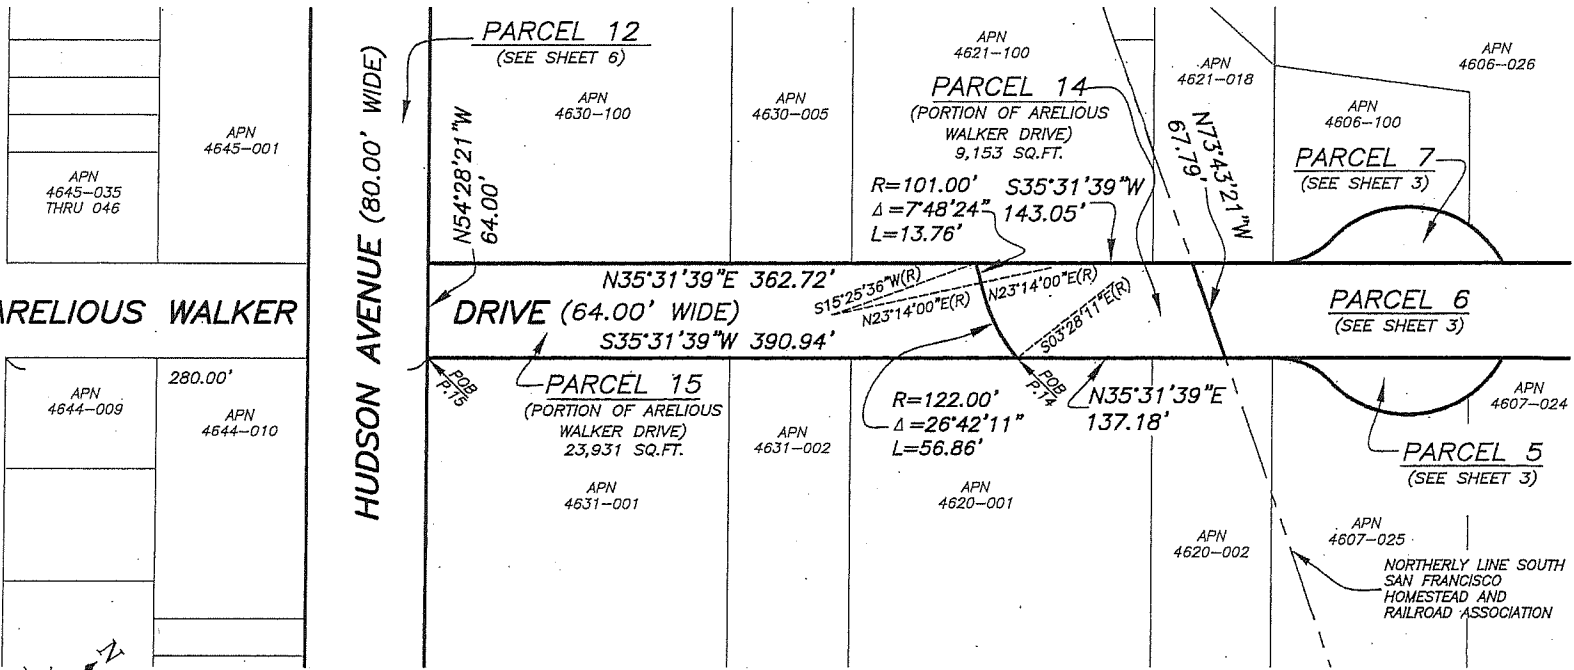 PARCEL 12
(SEE SHEET 6)
APN
4645-001
APN
4645-035
THRU 046
HUDSON AVENUE (80.00' WIDE)
N54°28'21"W
64.00'
APN
4630-100
APN
4630-005
APN
4621-100
PARCEL 14
(PORTION OF ARELIOUS
WALKER DRIVE)
9,153 SQ.FT.
APN
4621-018
N73°43'21"W
67.79'
APN
4606-026
APN
4606-100
PARCEL 7
(SEE SHEET 3)
R=101.00'
Δ=7°48'24"
L=13.76'
S35°31'39"W
143.05'
ARELIOUS WALKER
DRIVE (64.00' WIDE)
N35°31'39"E 362.72'
S35°31'39"W 390.94'
S15°25'36"W(R)
N23°14'00"E(R)
N23°14'00"E(R)
S03°28'11"E(R)
PARCEL 6
(SEE SHEET 3)
280.00'
APN
4644-009
APN
4644-010
POB
P.15
PARCEL 15
(PORTION OF ARELIOUS
WALKER DRIVE)
23,931 SQ.FT.
APN
4631-001
APN
4631-002
R=122.00'
Δ=26°42'11"
L=56.86'
POB
P.14
N35°31'39"E
137.18'
APN
4620-001
APN
4620-002
APN
4607-024
PARCEL 5
(SEE SHEET 3)
APN
4607-025
NORTHERLY LINE SOUTH
SAN FRANCISCO
HOMESTEAD AND
RAILROAD ASSOCIATION
N